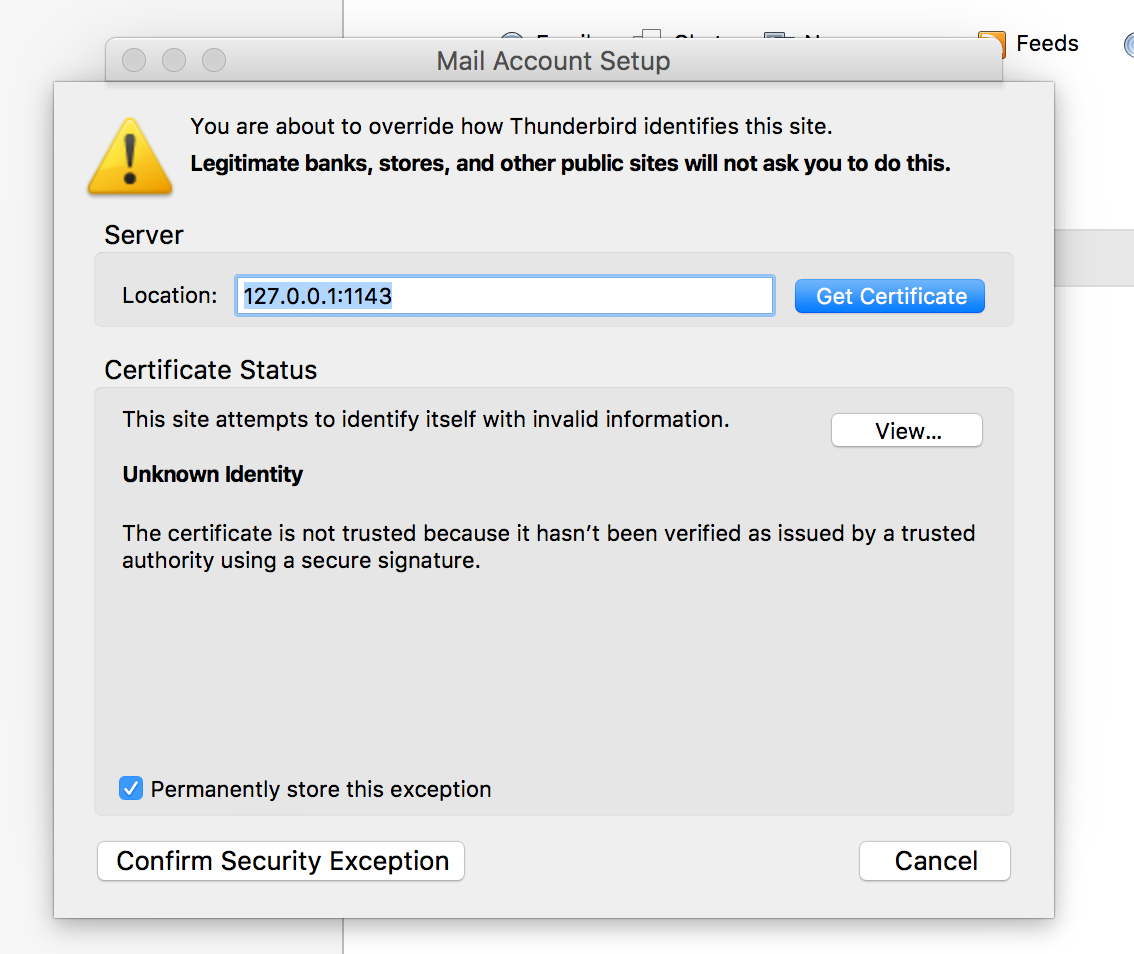 Feeds
Mail Account Setup
You are about to override how Thunderbird identifies this site.
Legitimate banks, stores, and other public sites will not ask you to do this.
Server
Location:
127.0.0.1:1143
Get Certificate
Certificate Status
This site attempts to identify itself with invalid information.
View...
Unknown Identity
The certificate is not trusted because it hasn’t been verified as issued by a trusted
authority using a secure signature.
Permanently store this exception
Confirm Security Exception
Cancel